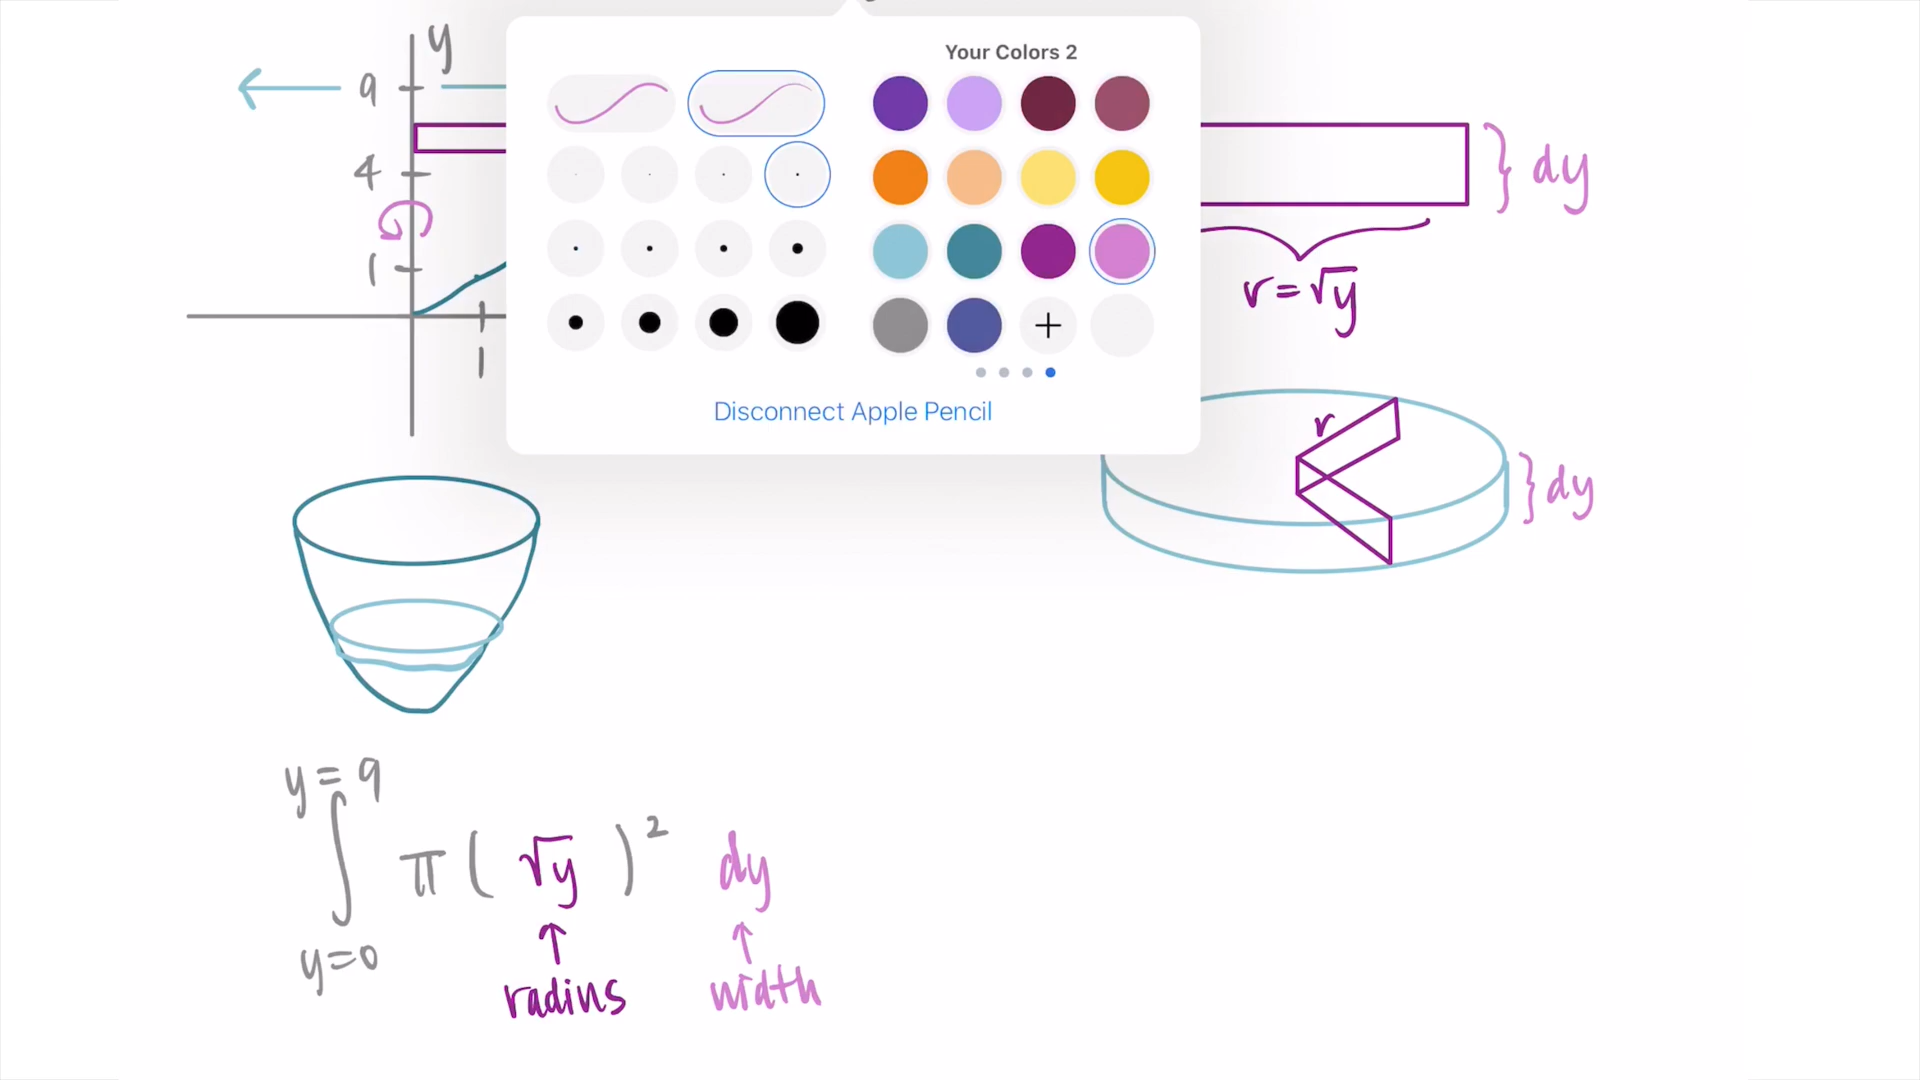 y
Your Colors 2
9
4
1
1
Disconnect Apple Pencil
} dy
r=√y
r
} dy
y=9
∫ π ( √y )² dy
y=0
↑ ↑
radius width